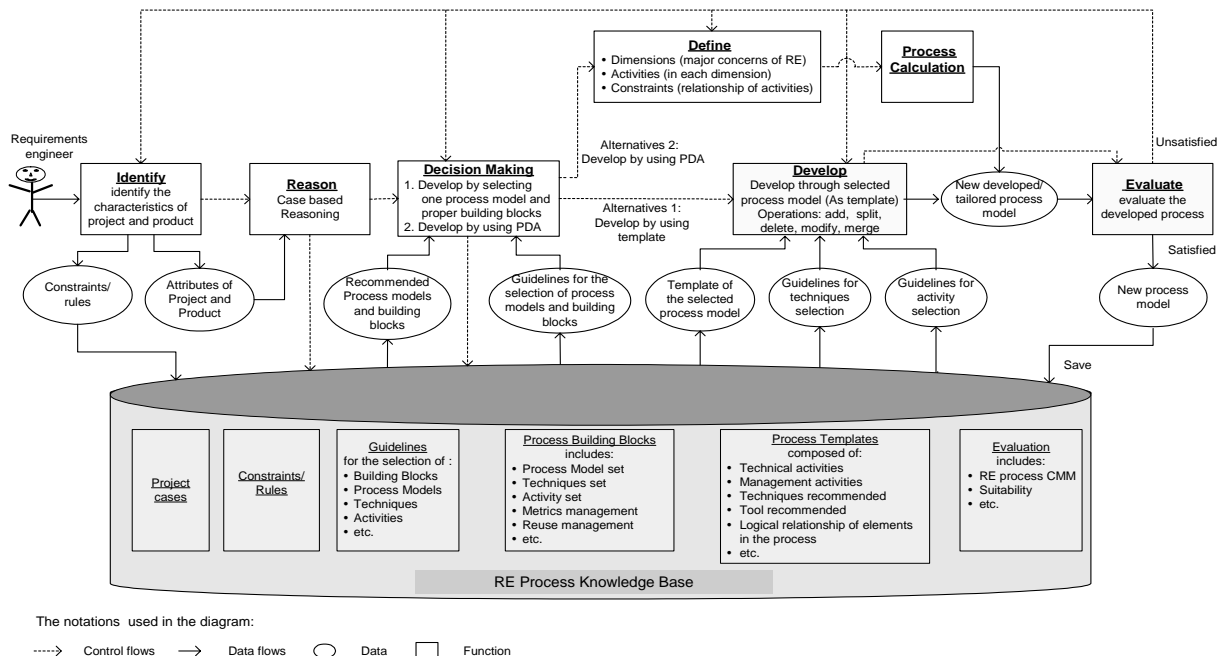 Define
• Dimensions (major concerns of RE)
• Activities (in each dimension)
• Constraints (relationship of activities)
Process
Calculation
Requirements
engineer
Alternatives 2:
Develop by using PDA
Unsatisfied
Identify
identify the
characteristics of
project and product
Reason
Case based
Reasoning
Decision Making
1. Develop by selecting
one process model and
proper building blocks
2. Develop by using PDA
Alternatives 1:
Develop by using
template
Develop
Develop through selected
process model (As template)
Operations: add, split,
delete, modify, merge
New developed/
tailored process
model
Evaluate
evaluate the
developed process
Satisfied
Constraints/
rules
Attributes of
Project and
Product
Recommended
Process models
and building
blocks
Guidelines for the
selection of process
models and building
blocks
Template of
the selected
process model
Guidelines for
techniques
selection
Guidelines for
activity
selection
New process
model
Save
Project
cases
Constraints/
Rules
Guidelines
for the selection of :
• Building Blocks
• Process Models
• Techniques
• Activities
• etc.
Process Building Blocks
includes:
• Process Model set
• Techniques set
• Activity set
• Metrics management
• Reuse management
• etc.
Process Templates
composed of:
• Technical activities
• Management activities
• Techniques recommended
• Tool recommended
• Logical relationship of elements
in the process
• etc.
Evaluation
includes:
• RE process CMM
• Suitability
• etc.
RE Process Knowledge Base
The notations used in the diagram:
Control flows
Data flows
Data
Function